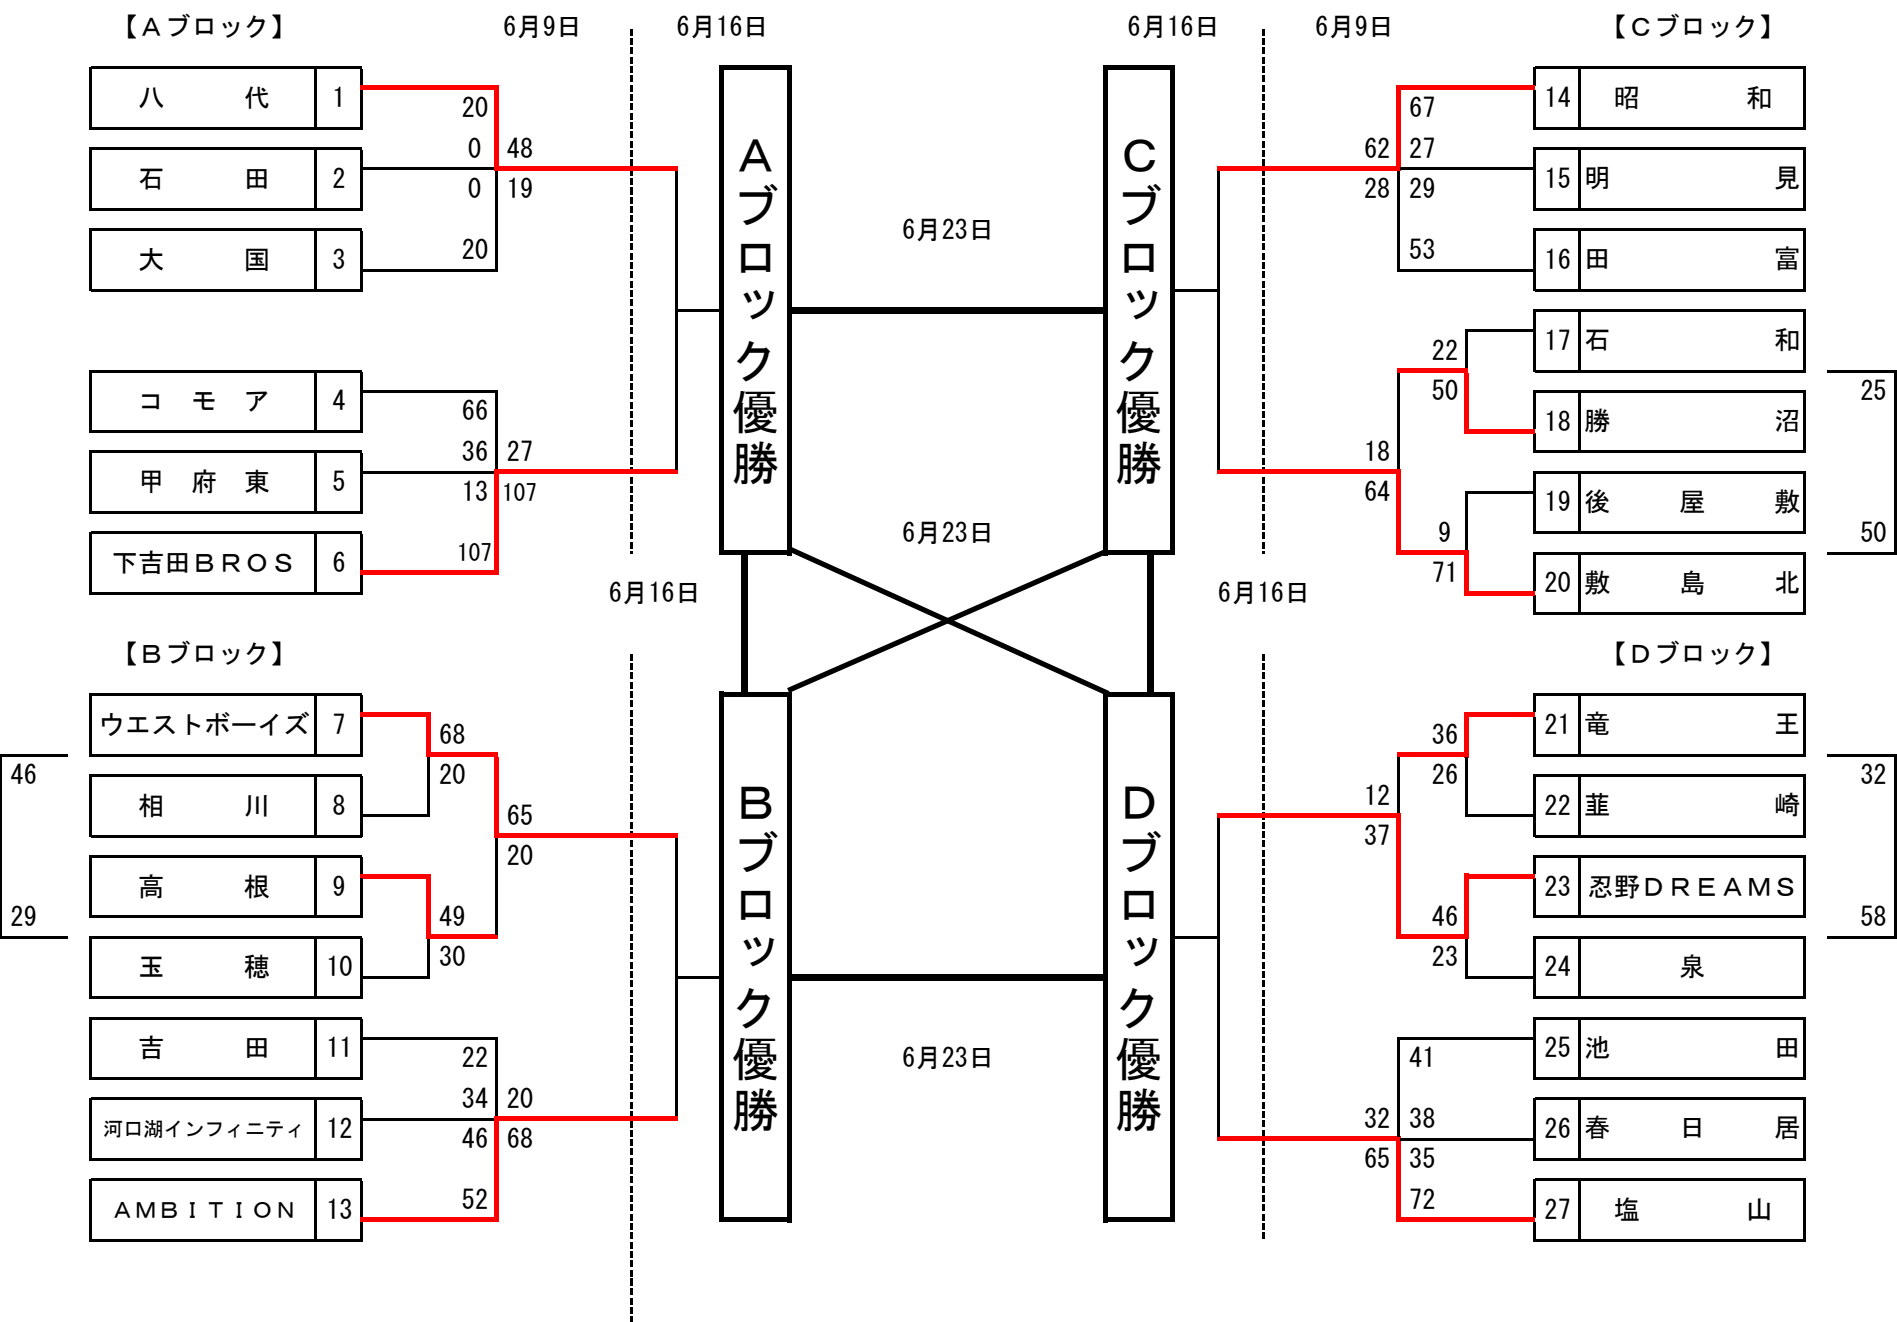 【Ａブロック】 6月9日 6月16日 6月16日 6月9日 【Ｃブロック】
八代 1
20
0 48
石田 2
0 19
大国 3
20
コモア 4
66
36 27
甲府東 5
13 107
下吉田ＢＲＯＳ 6
107
Ａブロック優勝
6月23日
6月23日
Ｃブロック優勝
14 昭和
67
62 27
15 明見
28 29
16 田富
53
17 石和
22
50
18 勝沼
18
64
19 後屋敷
9
71
20 敷島北
25
50
6月16日 6月16日
【Ｂブロック】 【Ｄブロック】
ウエストボーイズ 7
68
20
相川 8
65
20
高根 9
49
30
玉穂 10
46
29
吉田 11
22
34 20
河口湖インフィニティ 12
46 68
52
ＡＭＢＩＴＩＯＮ 13
Ｂブロック優勝
6月23日
Ｄブロック優勝
21 竜王
36
26
22 韮崎
12
37
23 忍野ＤＲＥＡＭＳ
46
23
24 泉
32
58
25 池田
41
32 38
26 春日居
65 35
72
27 塩山